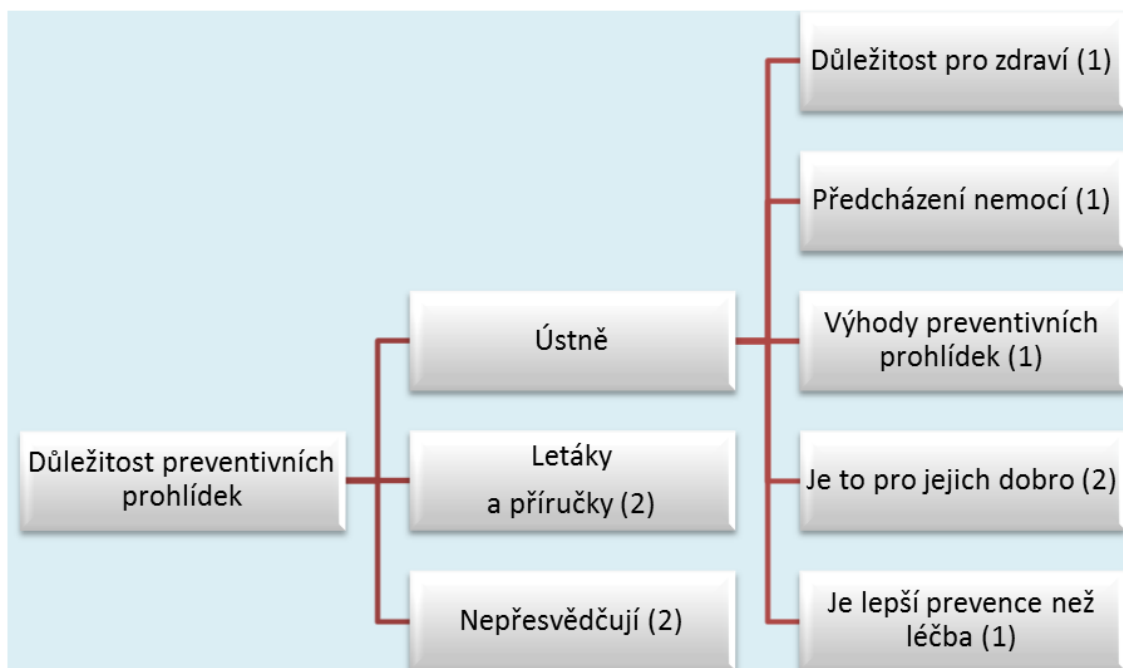 Důležitost preventivních
prohlídek
Ústně
Letáky
a příručky (2)
Nepřesvědčují (2)
Důležitost pro zdraví (1)
Předcházení nemocí (1)
Výhody preventivních
prohlídek (1)
Je to pro jejich dobro (2)
Je lepší prevence než
léčba (1)